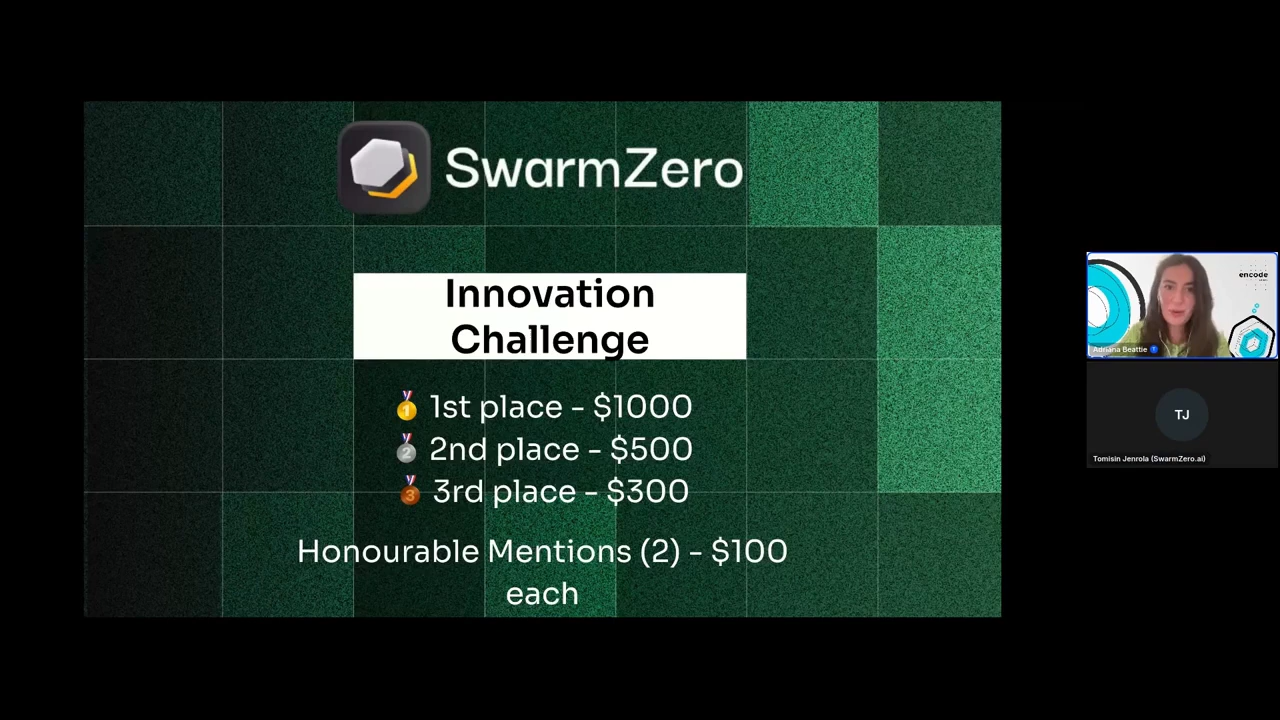 SwarmZero
Innovation
Challenge
1st place - $1000
2nd place - $500
3rd place - $300
Honourable Mentions (2) - $100
each
encode
Adriana Beattie
TJ
Tomisin Jenrola (SwarmZero.ai)